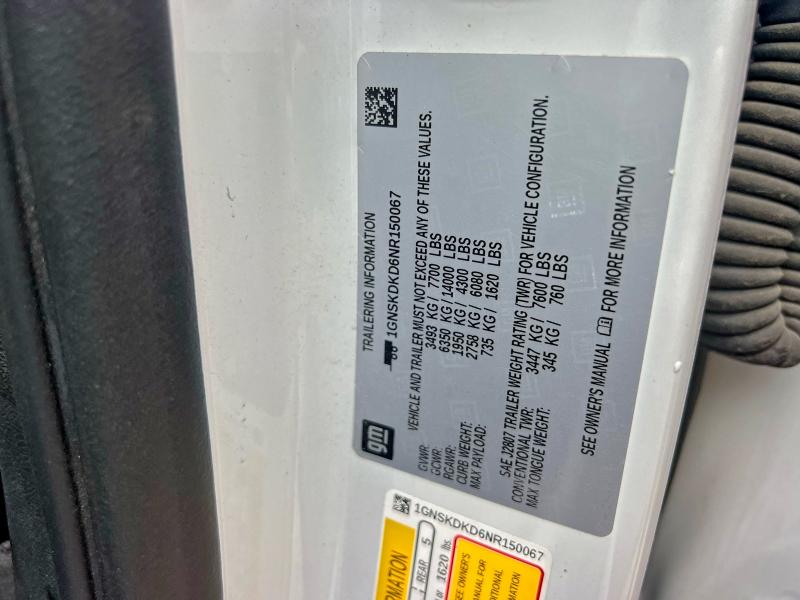 gm
TRAILERING INFORMATION
1GNSKDKD6NR150067
VEHICLE AND TRAILER MUST NOT EXCEED ANY OF THESE VALUES.
GVWR: 3493 KG / 7700 LBS
GCWR: 6350 KG / 14000 LBS
RGAWR: 1950 KG / 4300 LBS
CURB WEIGHT: 2758 KG / 6080 LBS
MAX PAYLOAD: 735 KG / 1620 LBS
SAE J2807 TRAILER WEIGHT RATING (TWR) FOR VEHICLE CONFIGURATION.
CONVENTIONAL TWR: 3447 KG / 7600 LBS
MAX TONGUE WEIGHT: 345 KG / 760 LBS
SEE OWNER'S MANUAL FOR MORE INFORMATION
1GNSKDKD6NR150067
REAR 5
1620 lbs.
SEE OWNER'S